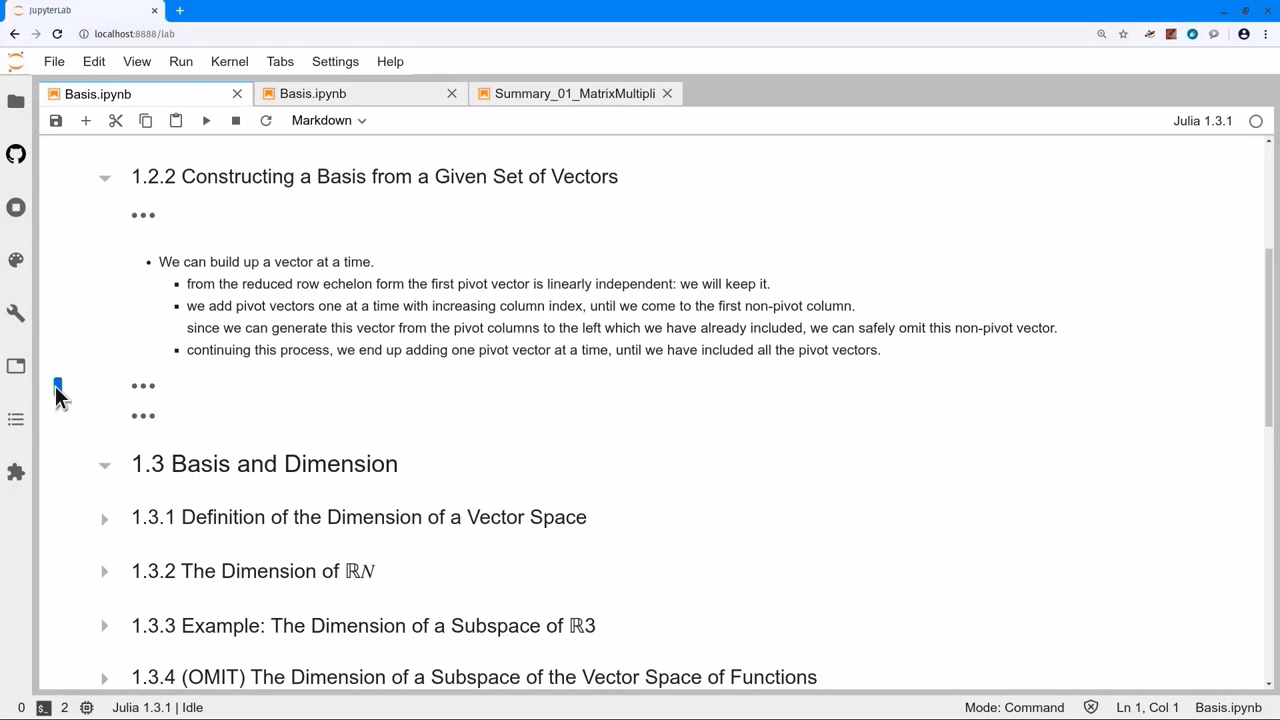 JupyterLab
localhost:8888/lab
File Edit View Run Kernel Tabs Settings Help
Basis.ipynb Basis.ipynb Summary_01_MatrixMultipli
Markdown Julia 1.3.1
1.2.2 Constructing a Basis from a Given Set of Vectors
•••
• We can build up a vector at a time.
▪ from the reduced row echelon form the first pivot vector is linearly independent: we will keep it.
▪ we add pivot vectors one at a time with increasing column index, until we come to the first non-pivot column.
since we can generate this vector from the pivot columns to the left which we have already included, we can safely omit this non-pivot vector.
▪ continuing this process, we end up adding one pivot vector at a time, until we have included all the pivot vectors.
•••
•••
1.3 Basis and Dimension
1.3.1 Definition of the Dimension of a Vector Space
1.3.2 The Dimension of ℝN
1.3.3 Example: The Dimension of a Subspace of ℝ3
1.3.4 (OMIT) The Dimension of a Subspace of the Vector Space of Functions
0 2 Julia 1.3.1 | Idle Mode: Command Ln 1, Col 1 Basis.ipynb